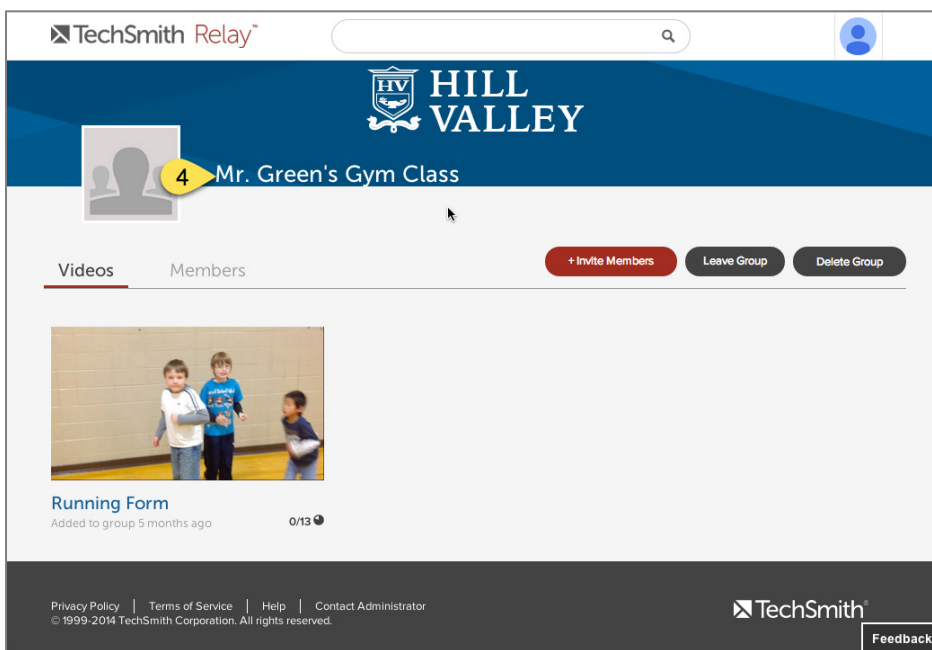 TechSmith Relay™
HV
HILL
VALLEY
4
Mr. Green's Gym Class
Videos
Members
+ Invite Members
Leave Group
Delete Group
Running Form
Added to group 5 months ago
0/13
Privacy Policy | Terms of Service | Help | Contact Administrator
© 1999-2014 TechSmith Corporation. All rights reserved.
TechSmith®
Feedback